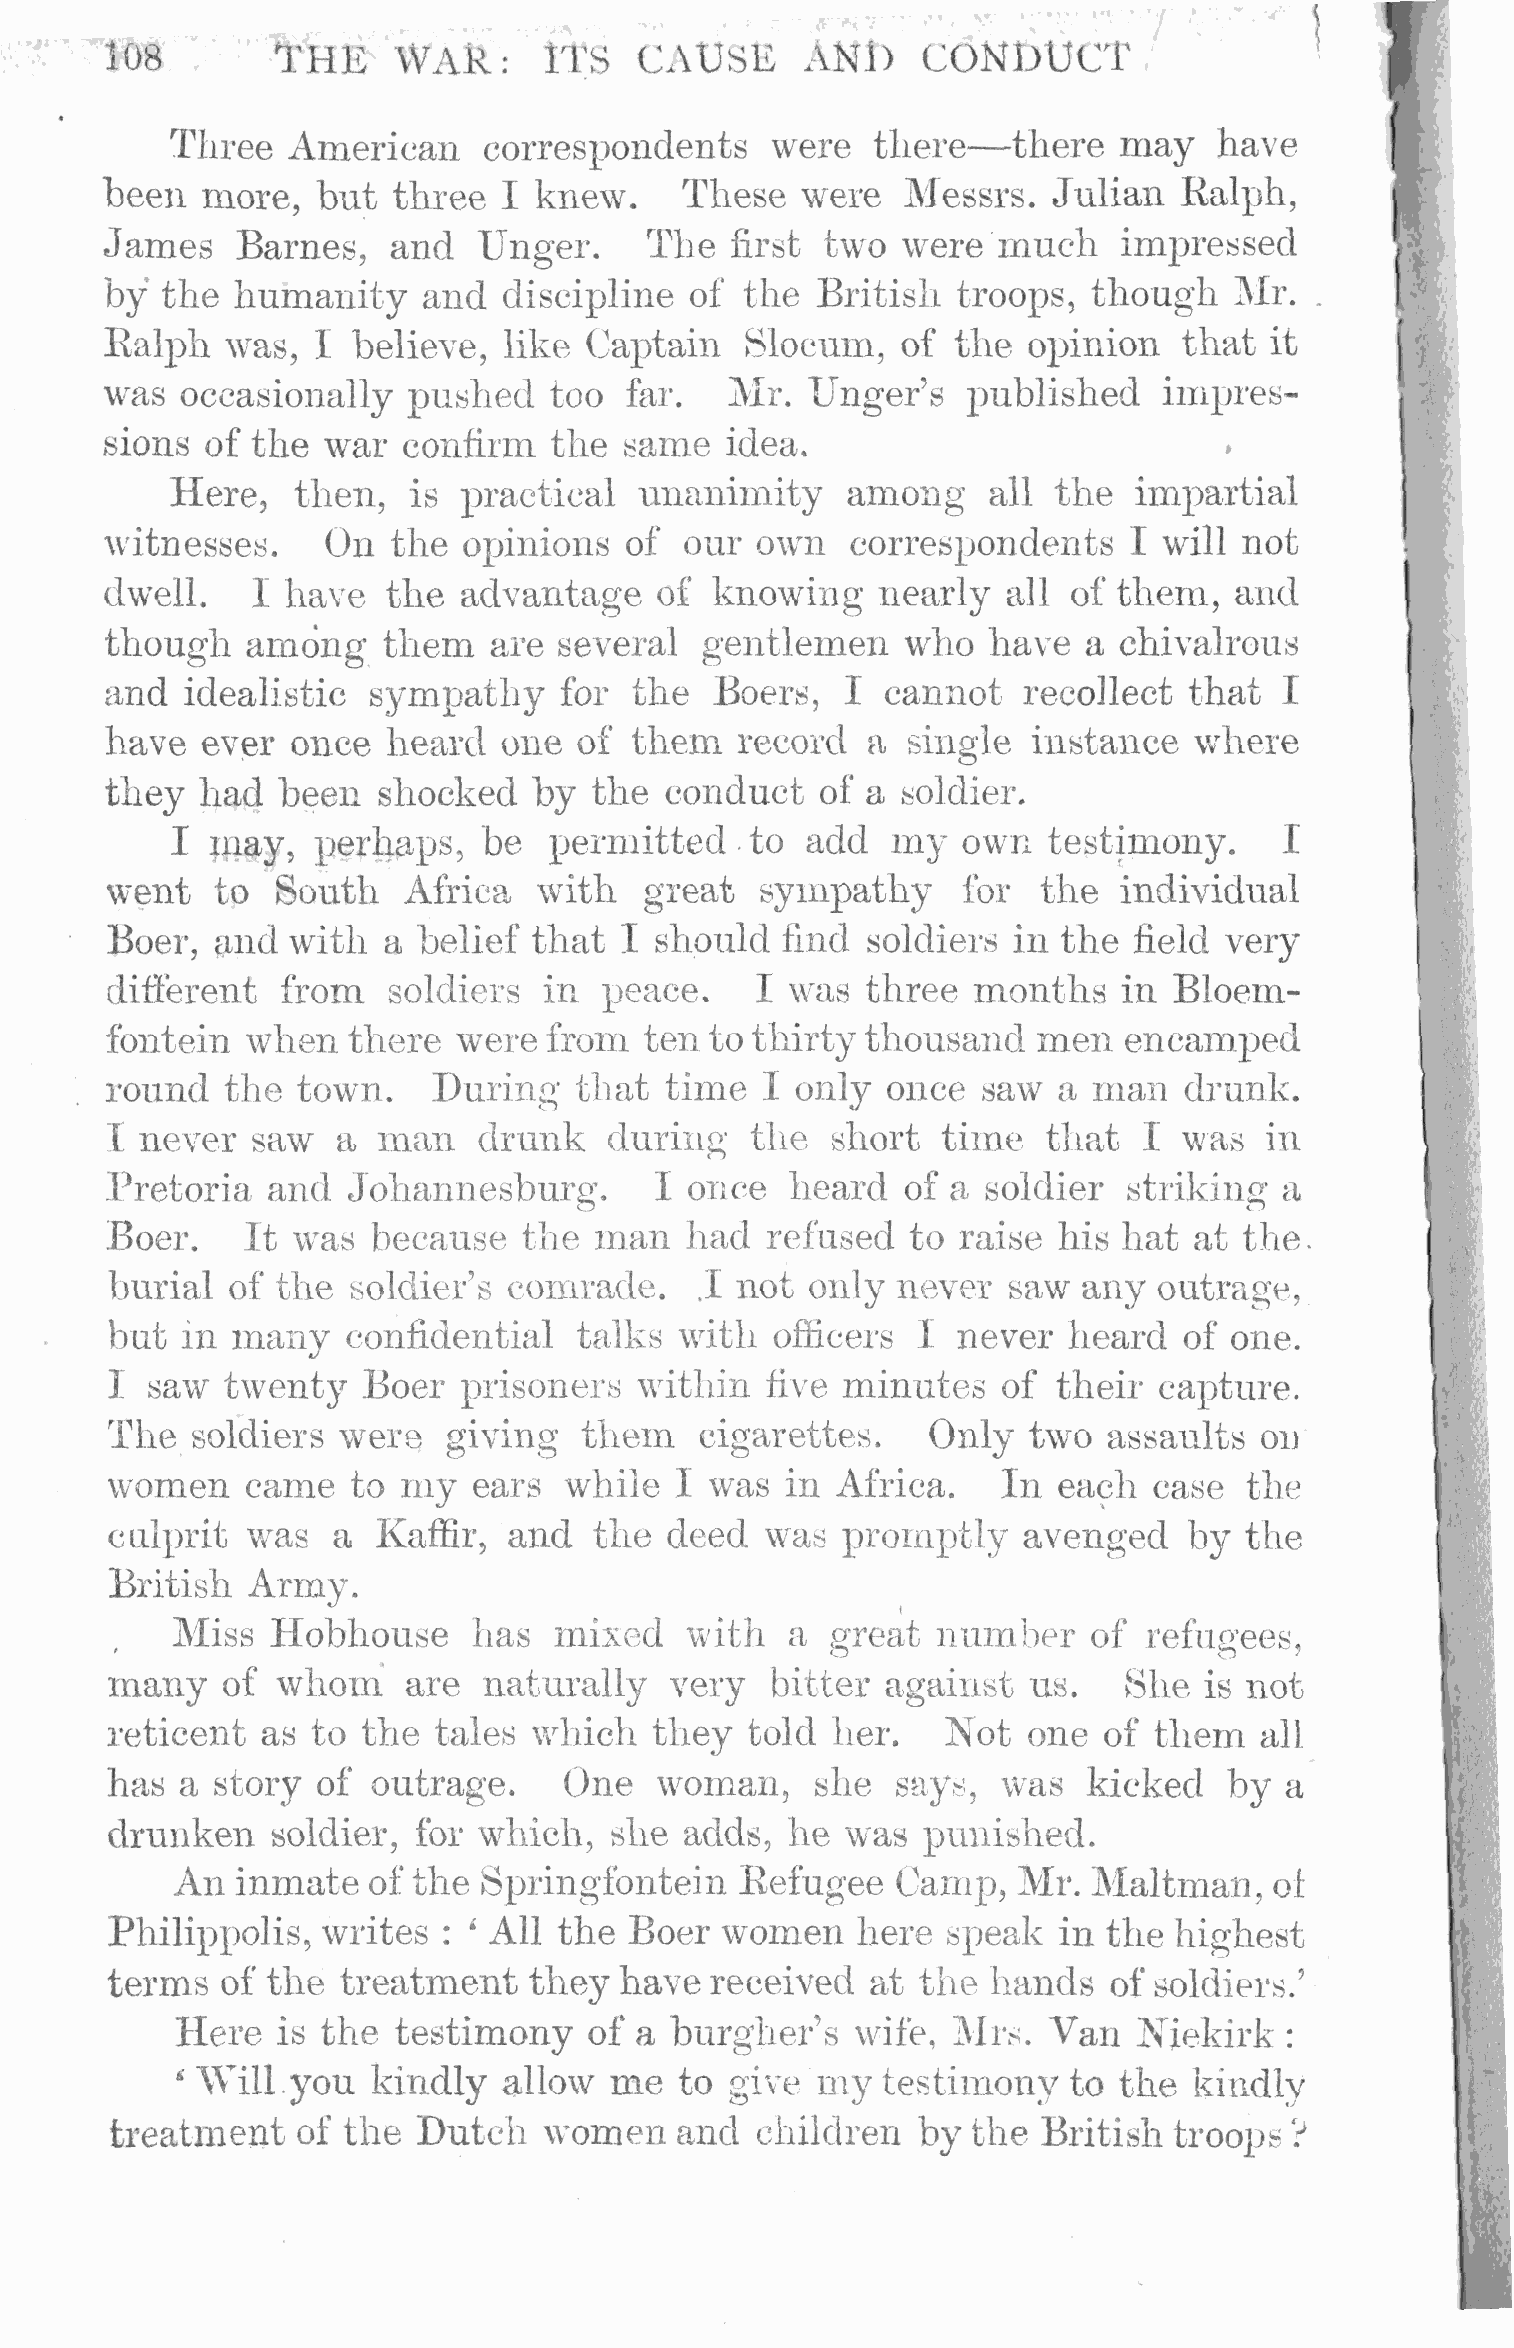 108 THE WAR: ITS CAUSE AND CONDUCT
Three American correspondents were there—there may have
been more, but three I knew. These were Messrs. Julian Ralph,
James Barnes, and Unger. The first two were much impressed
by the humanity and discipline of the British troops, though Mr.
Ralph was, I believe, like Captain Slocum, of the opinion that it
was occasionally pushed too far. Mr. Unger's published impres-
sions of the war confirm the same idea.
Here, then, is practical unanimity among all the impartial
witnesses. On the opinions of our own correspondents I will not
dwell. I have the advantage of knowing nearly all of them, and
though among them are several gentlemen who have a chivalrous
and idealistic sympathy for the Boers, I cannot recollect that I
have ever once heard one of them record a single instance where
they had been shocked by the conduct of a soldier.
I may, perhaps, be permitted to add my own testimony. I
went to South Africa with great sympathy for the individual
Boer, and with a belief that I should find soldiers in the field very
different from soldiers in peace. I was three months in Bloem-
fontein when there were from ten to thirty thousand men encamped
round the town. During that time I only once saw a man drunk.
I never saw a man drunk during the short time that I was in
Pretoria and Johannesburg. I once heard of a soldier striking a
Boer. It was because the man had refused to raise his hat at the
burial of the soldier's comrade. I not only never saw any outrage,
but in many confidential talks with officers I never heard of one.
I saw twenty Boer prisoners within five minutes of their capture.
The soldiers were giving them cigarettes. Only two assaults on
women came to my ears while I was in Africa. In each case the
culprit was a Kaffir, and the deed was promptly avenged by the
British Army.
Miss Hobhouse has mixed with a great number of refugees,
many of whom are naturally very bitter against us. She is not
reticent as to the tales which they told her. Not one of them all
has a story of outrage. One woman, she says, was kicked by a
drunken soldier, for which, she adds, he was punished.
An inmate of the Springfontein Refugee Camp, Mr. Maltman, of
Philippolis, writes : ' All the Boer women here speak in the highest
terms of the treatment they have received at the hands of soldiers.'
Here is the testimony of a burgher's wife, Mrs. Van Niekirk :
' Will you kindly allow me to give my testimony to the kindly
treatment of the Dutch women and children by the British troops ?